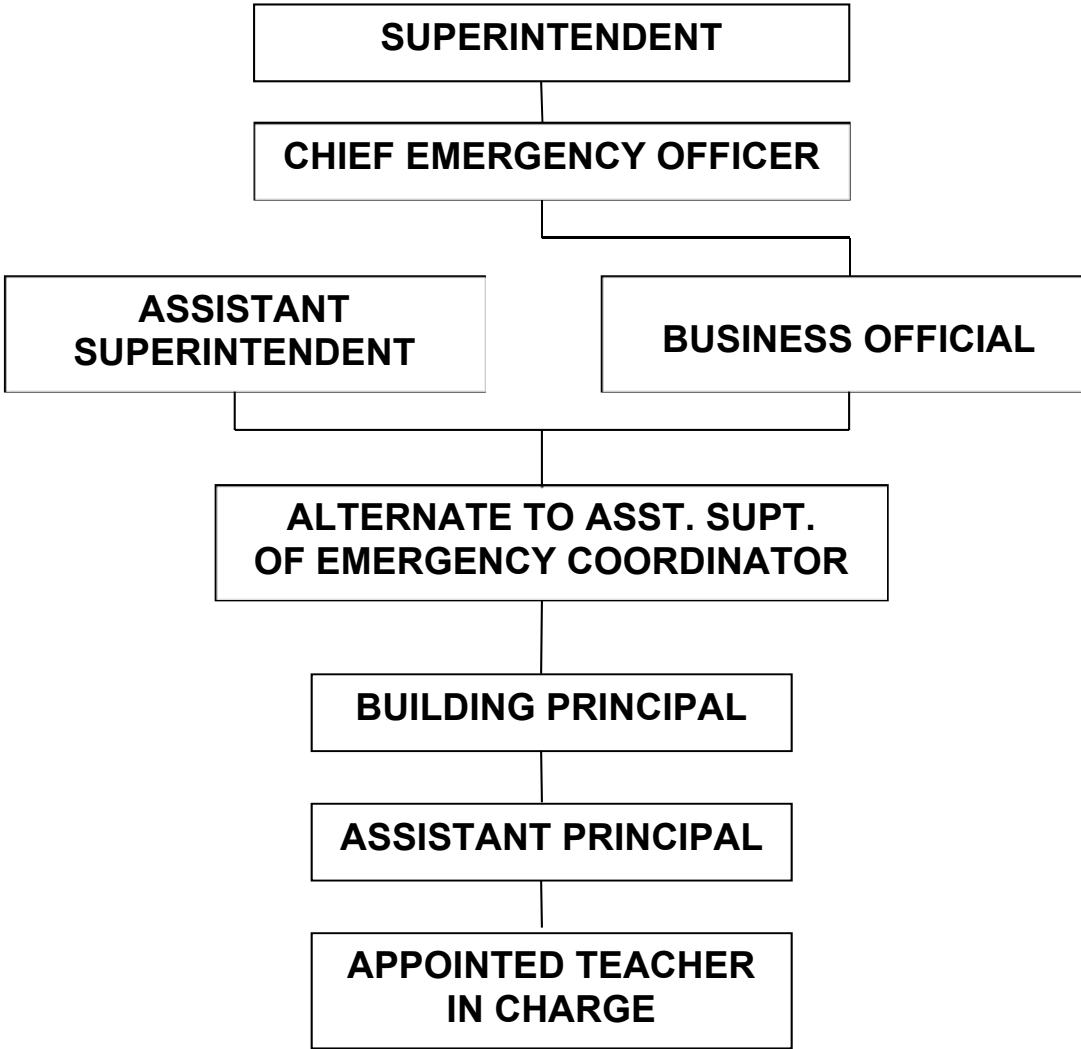 SUPERINTENDENT
CHIEF EMERGENCY OFFICER
ASSISTANT
SUPERINTENDENT
BUSINESS OFFICIAL
ALTERNATE TO ASST. SUPT.
OF EMERGENCY COORDINATOR
BUILDING PRINCIPAL
ASSISTANT PRINCIPAL
APPOINTED TEACHER
IN CHARGE